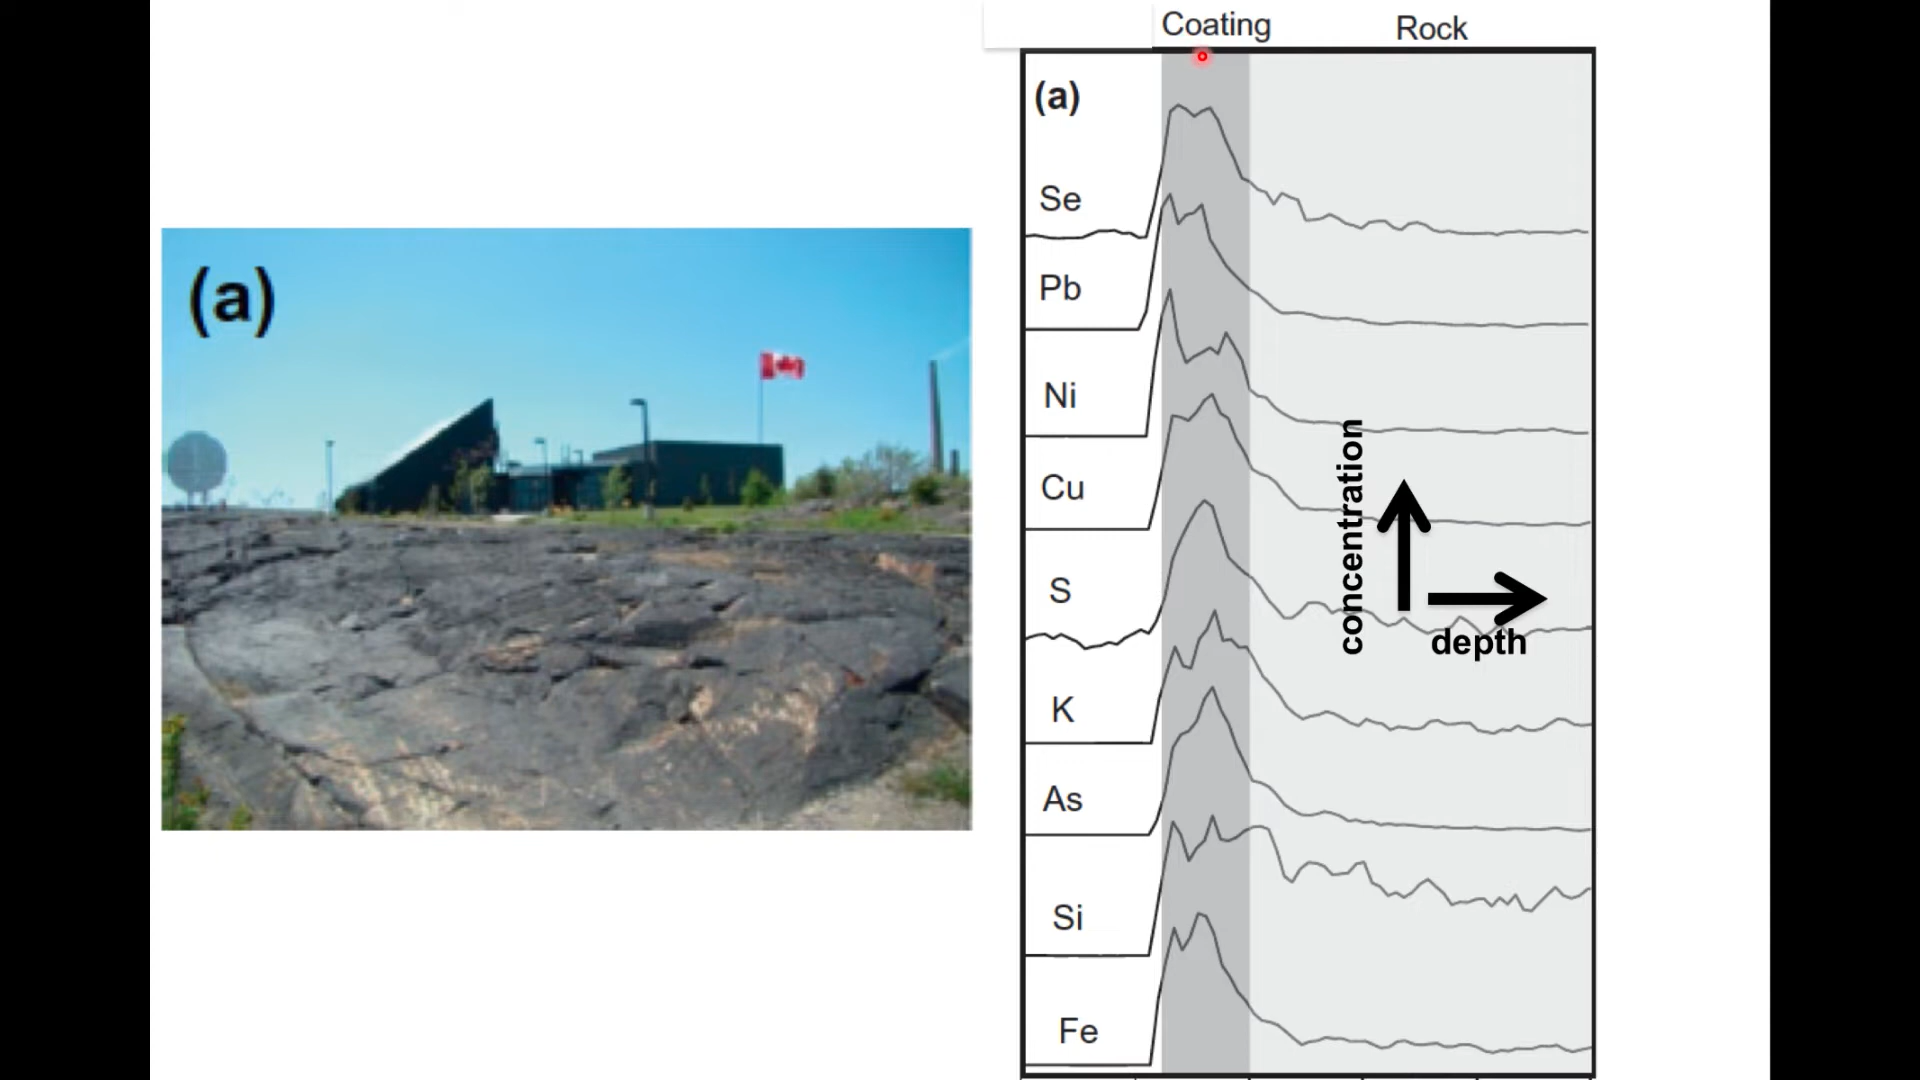 Coating
Rock
(a)
(a)
Se
Pb
Ni
Cu
S
K
As
Si
Fe
concentration
depth